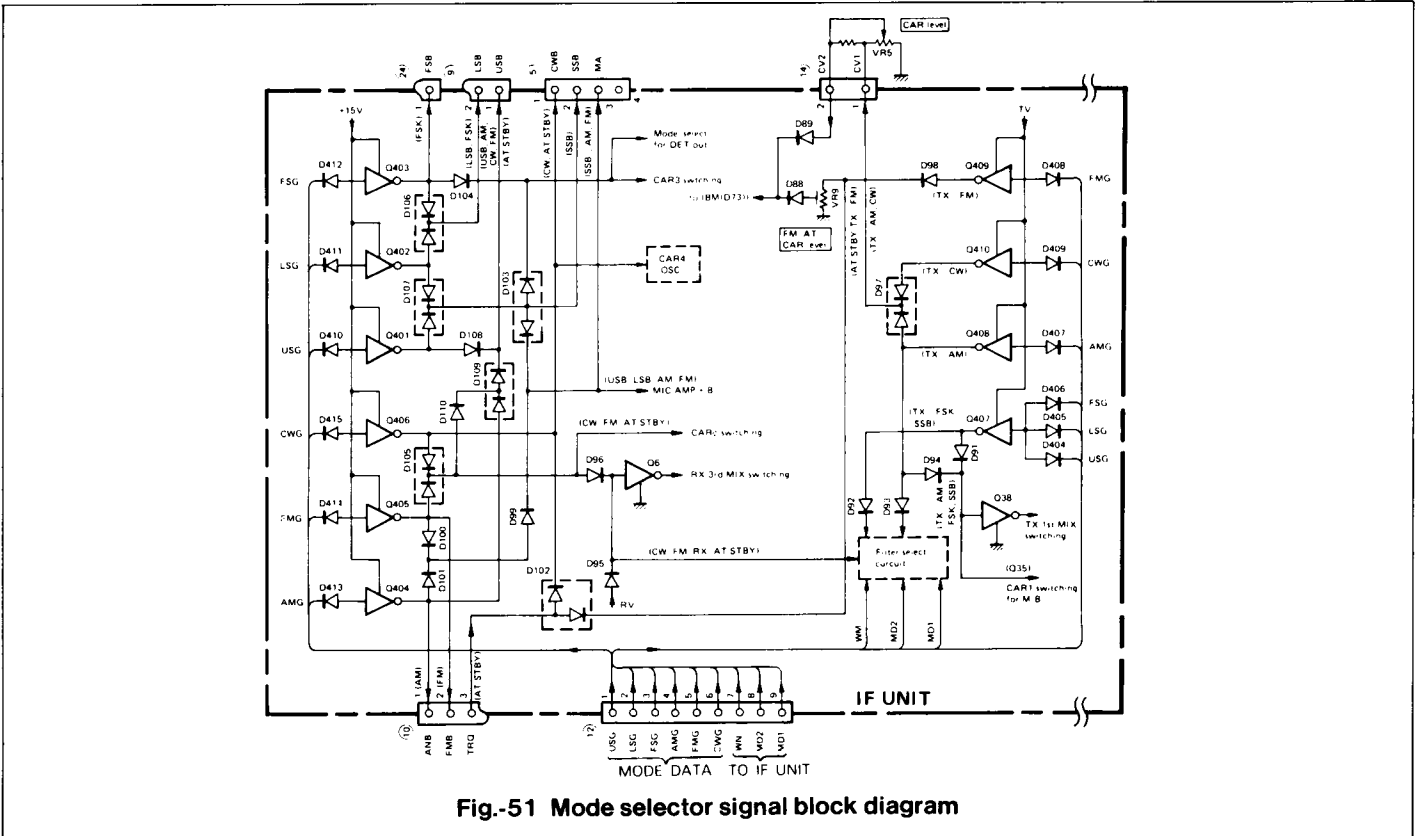 CAR level
VR5
24 FSB
9 LSB USB
5 CWB SSB MA
14 CV2 CV1
1
2 1
1 2 3 4
2 1
+15V
(FSK)
(LSB, FSK)
(USB, AM, CW, FM)
(AT STBY)
(CW, AT STBY)
(SSB)
(SSB, AM, FM)
Mode select for DET out
CAR3 switching
D89
D88
to (BM(D73))
VR9
FM AT CAR level
(AT STBY TX FM)
(TX AM, CW)
TV
FSG D412 Q403
D104
D106
LSG D411 Q402
D107
D103
CAR4 OSC
USG D410 Q401
D108
D109
D110
(USB LSB AM FM)
MIC AMP - B
CWG D415 Q406
D105
(CW FM AT STBY)
CAR2 switching
D96 Q6
RX 3rd MIX switching
FMG D414 Q405
D100
D99
D101
(CW FM RX AT STBY)
D102
D95
RV
AMG D413 Q404
D98 Q409 D408 FMG
(TX FM)
Q410 D409 CWG
(TX CW)
D97
Q408 D407 AMG
(TX AM)
D406 FSG
Q407 D405 LSG
D404 USG
(TX FSK SSB)
D91
D94
D92
D93
(TX AM FSK, SSB)
Q38
TX 1st MIX switching
Filter select curcuit
(Q35)
CAR1 switching for M B
WM
MD2
MD1
1 (AM)
2 (FM)
3 (AT STBY)
10 ANB FMB TRQ
1 2 3 4 5 6 7 8 9
12 USG LSG FSG AMG FMG CWG WN MD2 MD1
IF UNIT
MODE DATA TO IF UNIT
Fig.-51 Mode selector signal block diagram